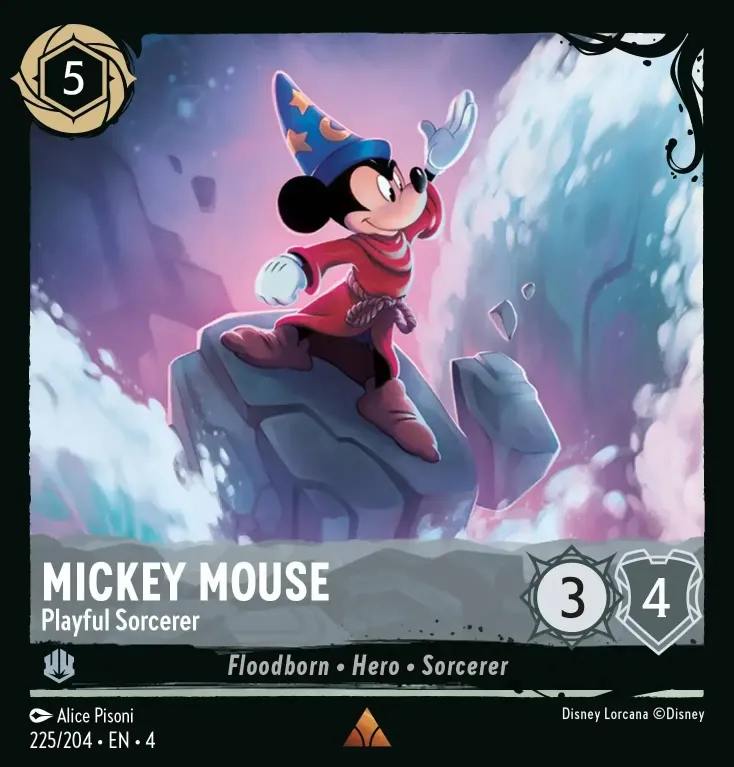 5
MICKEY MOUSE
Playful Sorcerer
3
4
Floodborn • Hero • Sorcerer
Alice Pisoni
Disney Lorcana ©Disney
225/204 • EN • 4